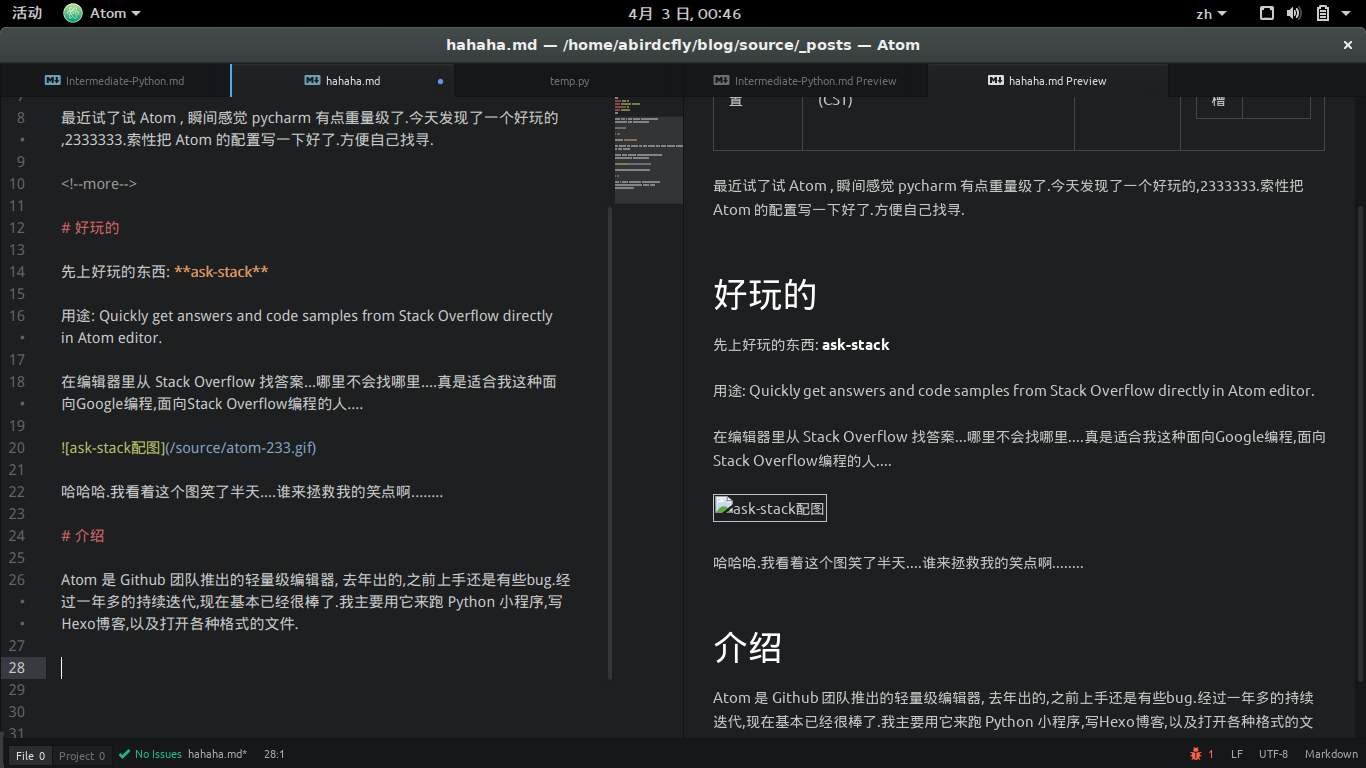 活动 Atom 4月 3 日, 00:46 zh
hahaha.md — /home/abirdcfly/blog/source/_posts — Atom ×
Intermediate-Python.md hahaha.md temp.py Intermediate-Python.md Preview hahaha.md Preview
8 最近试了试 Atom , 瞬间感觉 pycharm 有点重量级了.今天发现了一个好玩的
,2333333.索性把 Atom 的配置写一下好了.方便自己找寻.
9
10 <!--more-->
11
12 # 好玩的
13
14 先上好玩的东西: **ask-stack**
15
16 用途: Quickly get answers and code samples from Stack Overflow directly
in Atom editor.
17
18 在编辑器里从 Stack Overflow 找答案...哪里不会找哪里....真是适合我这种面
向Google编程,面向Stack Overflow编程的人....
19
20 ![ask-stack配图](/source/atom-233.gif)
21
22 哈哈哈.我看着这个图笑了半天....谁来拯救我的笑点啊........
23
24 # 介绍
25
26 Atom 是 Github 团队推出的轻量级编辑器, 去年出的,之前上手还是有些bug.经
过一年多的持续迭代,现在基本已经很棒了.我主要用它来跑 Python 小程序,写
Hexo博客,以及打开各种格式的文件.
27
28
29
30
31
置 (CST) 槽
最近试了试 Atom , 瞬间感觉 pycharm 有点重量级了.今天发现了一个好玩的,2333333.索性把
Atom 的配置写一下好了.方便自己找寻.
好玩的
先上好玩的东西: ask-stack
用途: Quickly get answers and code samples from Stack Overflow directly in Atom editor.
在编辑器里从 Stack Overflow 找答案...哪里不会找哪里....真是适合我这种面向Google编程,面向
Stack Overflow编程的人....
ask-stack配图
哈哈哈.我看着这个图笑了半天....谁来拯救我的笑点啊........
介绍
Atom 是 Github 团队推出的轻量级编辑器, 去年出的,之前上手还是有些bug.经过一年多的持续
迭代,现在基本已经很棒了.我主要用它来跑 Python 小程序,写Hexo博客,以及打开各种格式的文
File 0 Project 0 No Issues hahaha.md* 28:1 1 LF UTF-8 Markdown